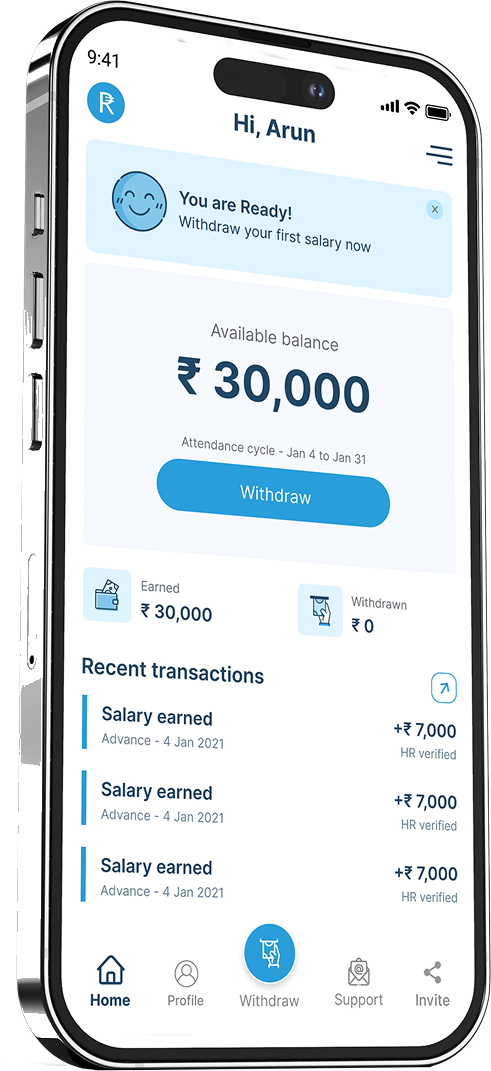 9:41
Hi, Arun
You are Ready!
x
Withdraw your first salary now
Available balance
₹ 30,000
Attendance cycle - Jan 4 to Jan 31
Withdraw
Earned
₹ 30,000
Withdrawn
₹ 0
Recent transactions
Salary earned
+₹ 7,000
Advance - 4 Jan 2021
HR verified
Salary earned
+₹ 7,000
Advance - 4 Jan 2021
HR verified
Salary earned
+₹ 7,000
Advance - 4 Jan 2021
HR verified
Home
Profile
Withdraw
Support
Invite